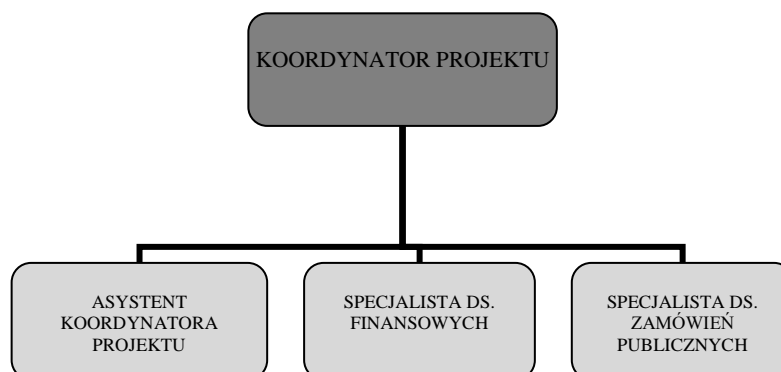 KOORDYNATOR PROJEKTU
ASYSTENT
KOORDYNATORA
PROJEKTU
SPECJALISTA DS.
FINANSOWYCH
SPECJALISTA DS.
ZAMÓWIEŃ
PUBLICZNYCH